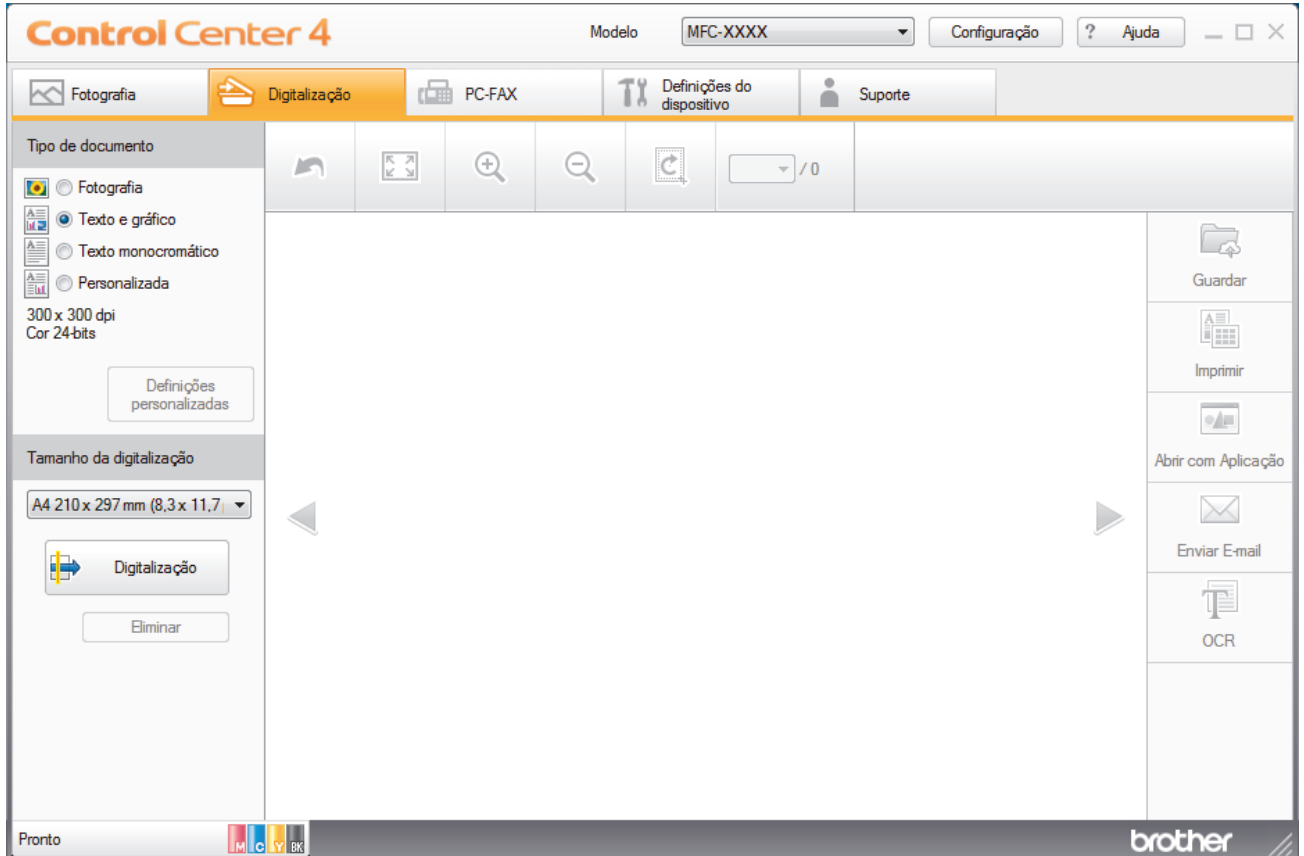 Control Center 4
Modelo
MFC-XXXX
Configuração
? Ajuda
Fotografia
Digitalização
PC-FAX
Definições do
dispositivo
Suporte
Tipo de documento
Fotografia
Texto e gráfico
Texto monocromático
Personalizada
300 x 300 dpi
Cor 24-bits
Definições
personalizadas
Tamanho da digitalização
A4 210 x 297 mm (8,3 x 11,7
Digitalização
Eliminar
/ 0
Guardar
Imprimir
Abrir com Aplicação
Enviar E-mail
OCR
Pronto
M C Y BK
brother